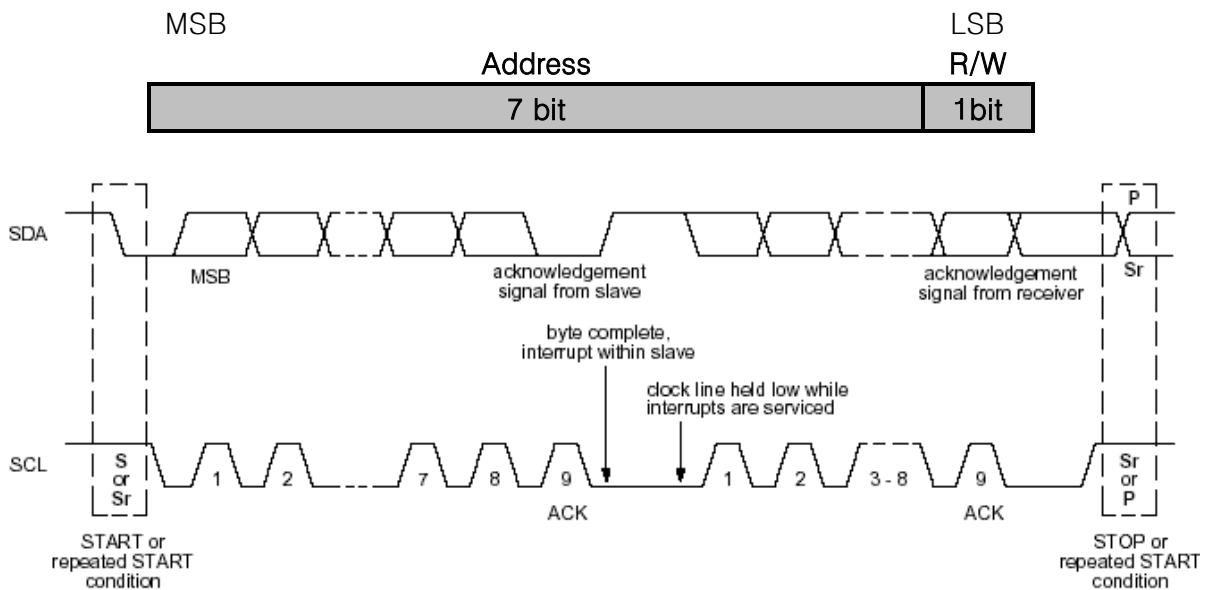 MSB LSB
Address R/W
7 bit 1bit
P
SDA
MSB
acknowledgement
signal from slave
acknowledgement
signal from receiver
Sr
byte complete,
interrupt within slave
clock line held low while
interrupts are serviced
SCL
S
or
Sr
1 2 7 8 9 1 2 3 - 8 9
Sr
or
P
ACK ACK
START or
repeated START
condition
STOP or
repeated START
condition